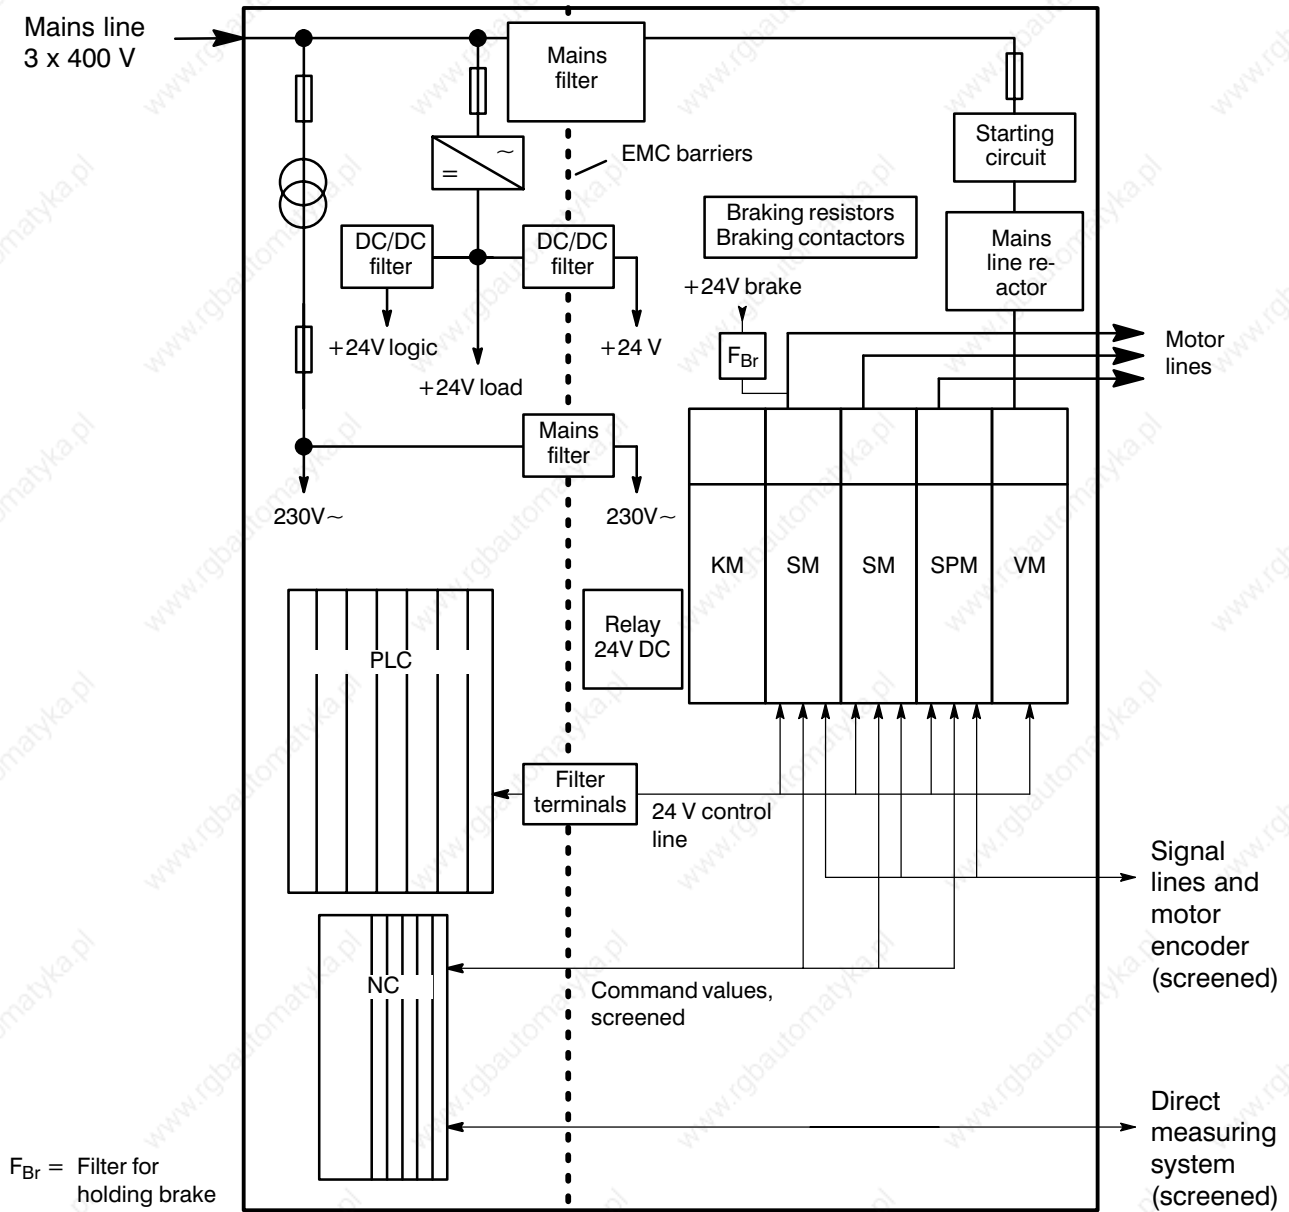 Mains line
3 x 400 V
Mains
filter
Starting
circuit
EMC barriers
~
=
Braking resistors
Braking contactors
Mains
line re-
actor
DC/DC
filter
DC/DC
filter
+24V brake
+24V logic
+24V load
+24 V
FBr
Motor
lines
Mains
filter
230V~
230V~
KM
SM
SM
SPM
VM
Relay
24V DC
PLC
Filter
terminals
24 V control
line
Signal
lines and
motor
encoder
(screened)
NC
Command values,
screened
Direct
measuring
system
(screened)
FBr = Filter for
holding brake
www.rgbautomatyka.pl